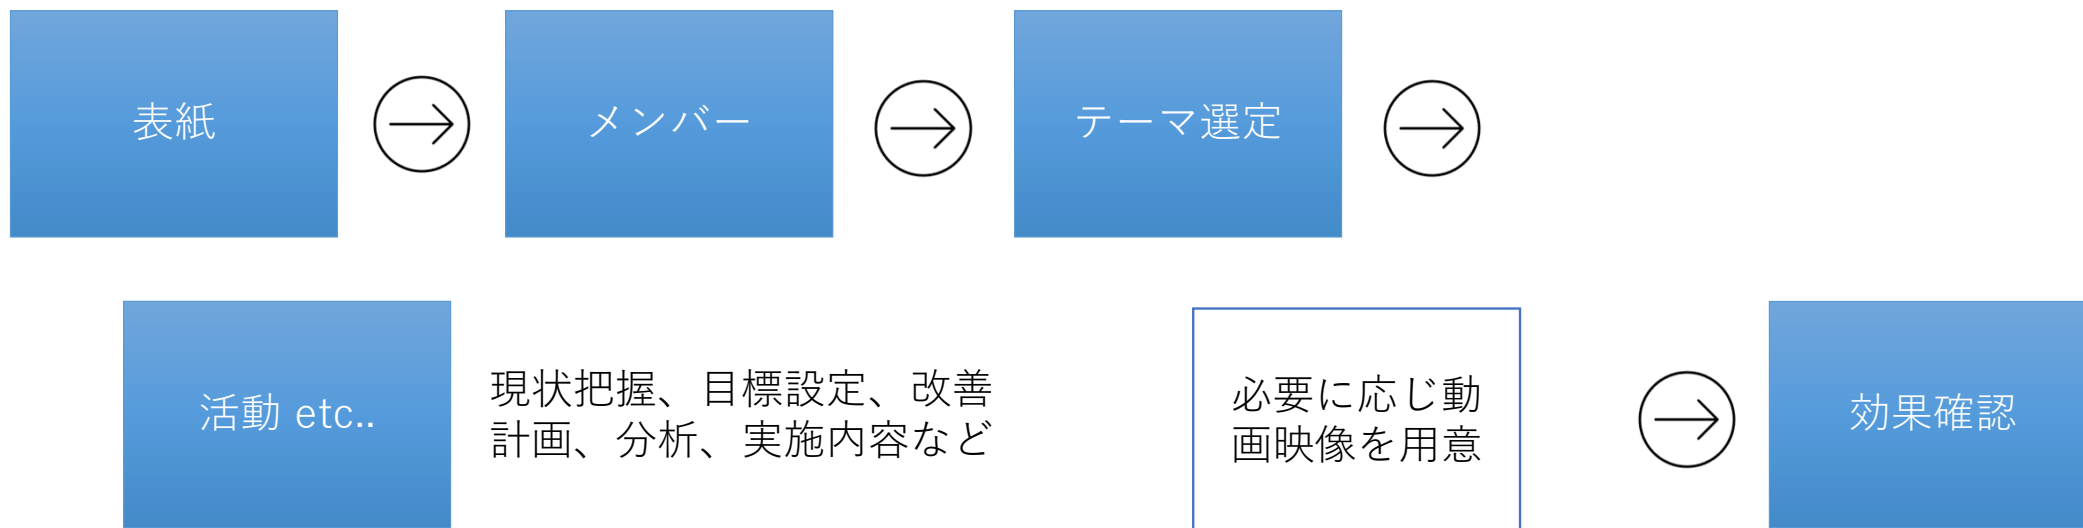 表紙
メンバー
テーマ選定
活動 etc..
現状把握、目標設定、改善
計画、分析、実施内容など
必要に応じ動
画映像を用意
効果確認